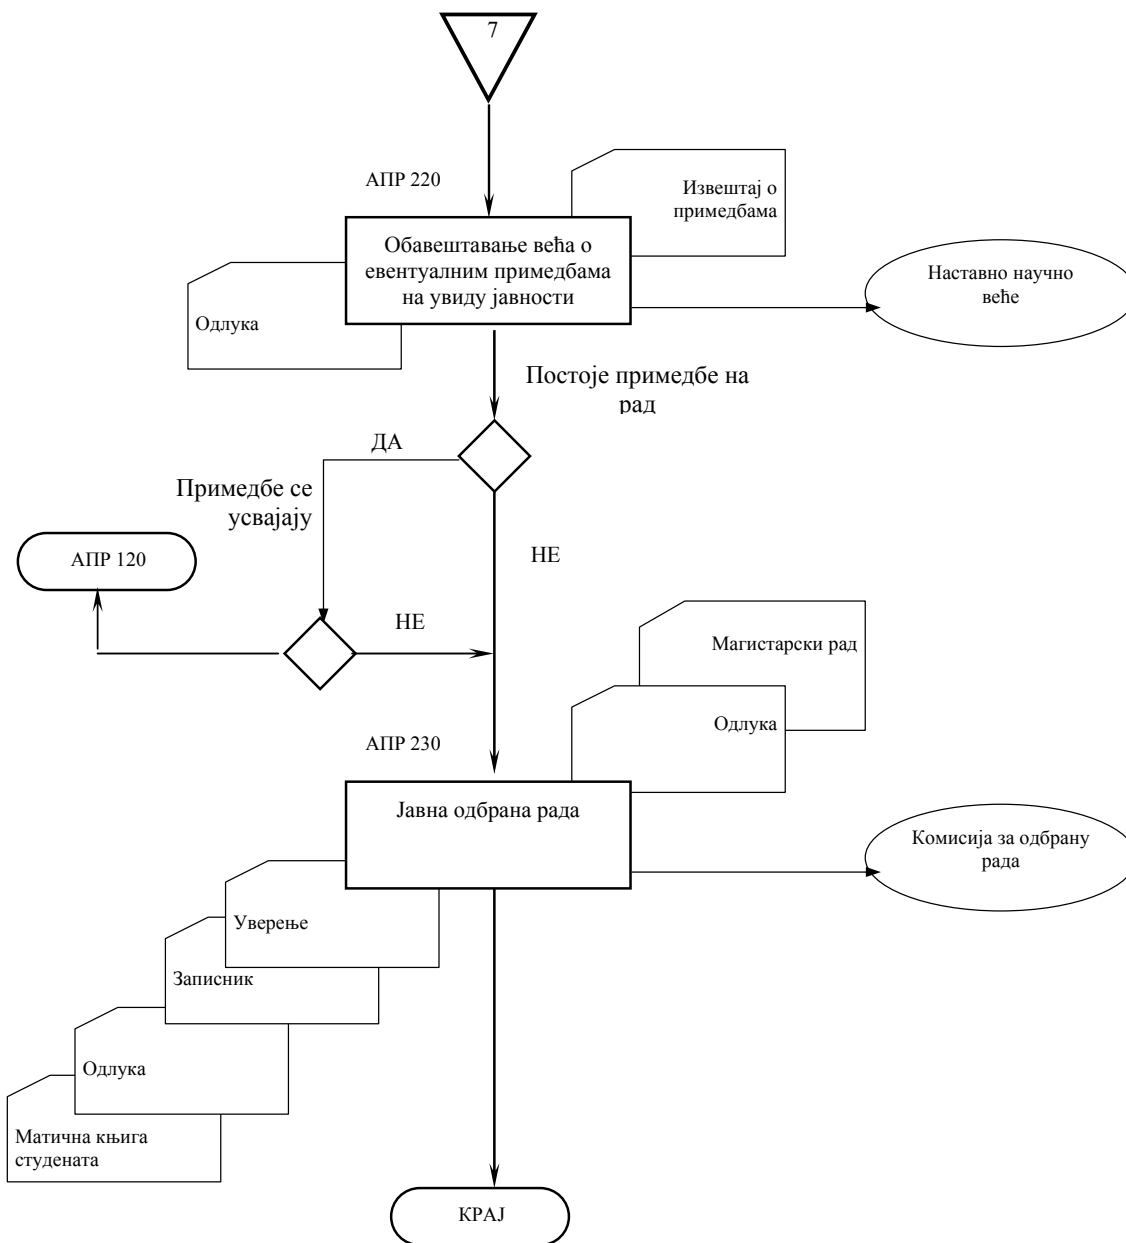 7
АПР 220
Извештај о
примедбама
Обавештавање већа о
евентуалним примедбама
на увиду јавности
Наставно научно
веће
Одлука
Постоје примедбе на
рад
ДА
Примедбе се
усвајају
НЕ
АПР 120
НЕ
Магистарски рад
Одлука
АПР 230
Јавна одбрана рада
Комисија за одбрану
рада
Уверење
Записник
Одлука
Матична књига
студената
КРАЈ